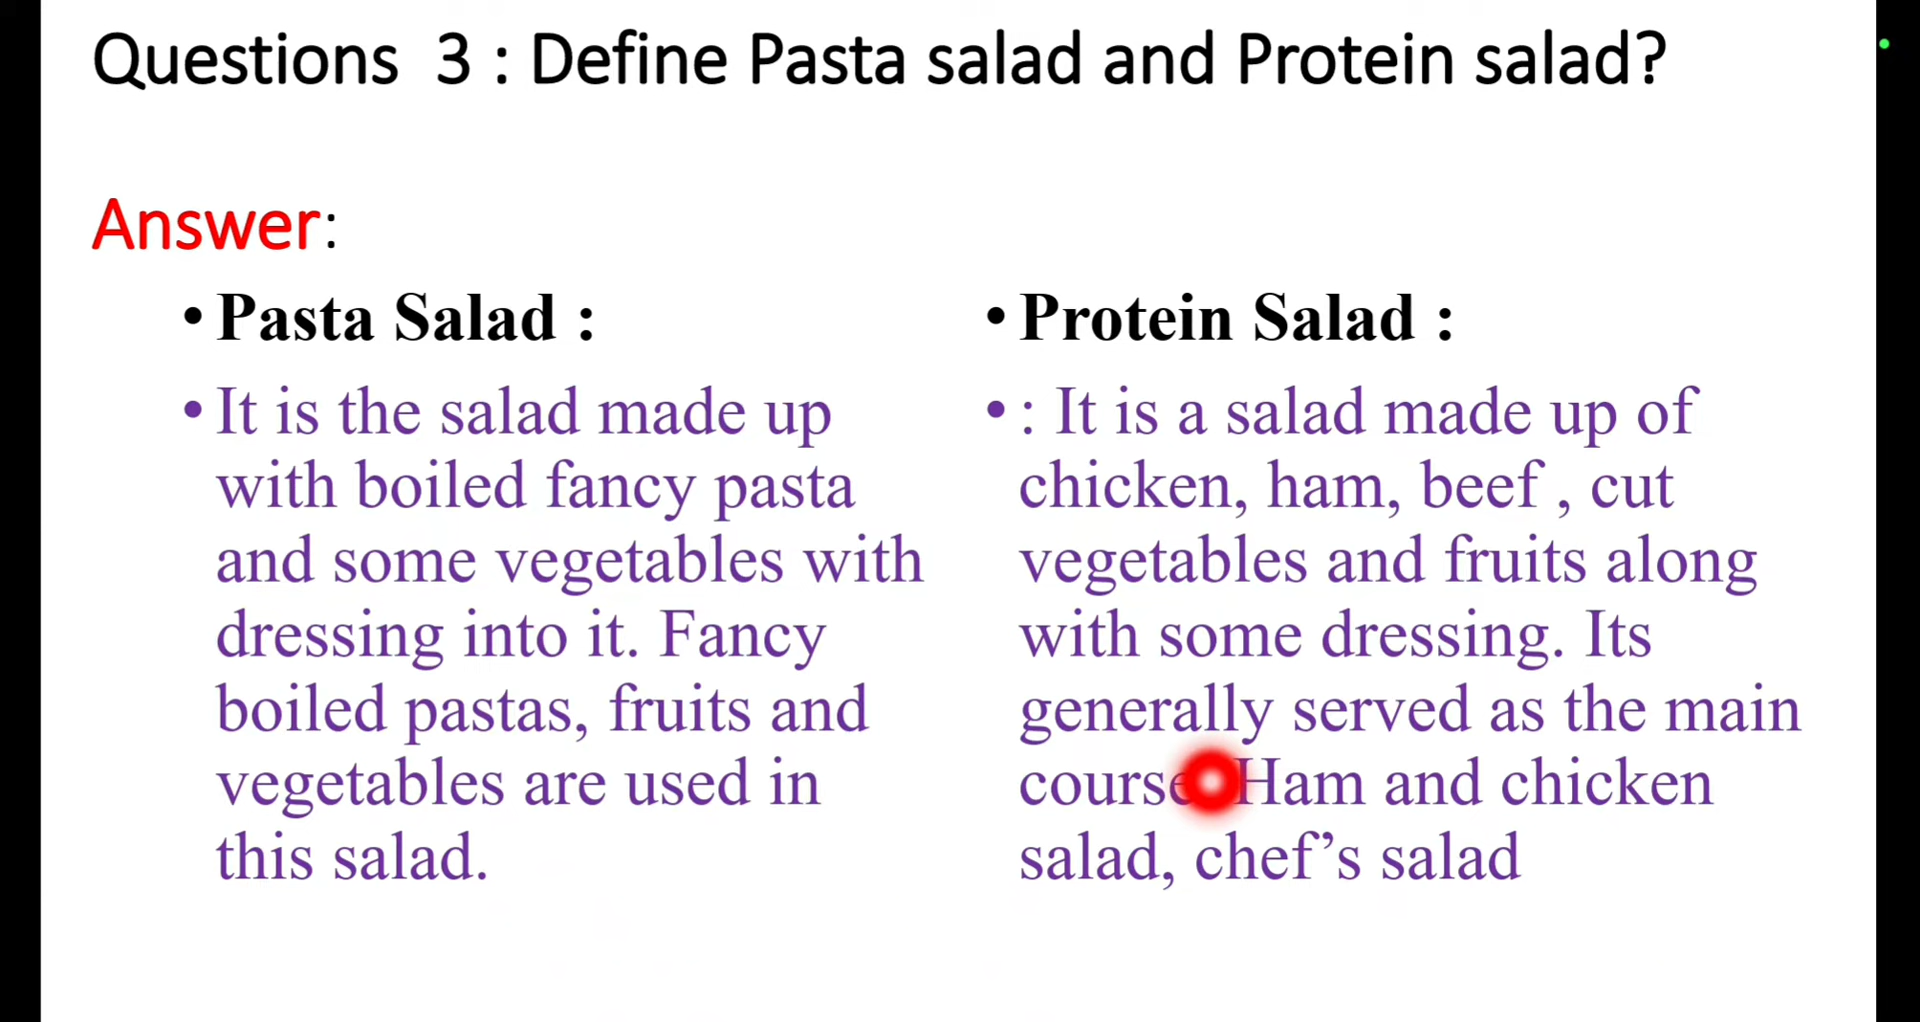 Questions 3 : Define Pasta salad and Protein salad?
Answer:
• Pasta Salad :
• It is the salad made up
with boiled fancy pasta
and some vegetables with
dressing into it. Fancy
boiled pastas, fruits and
vegetables are used in
this salad.
• Protein Salad :
• : It is a salad made up of
chicken, ham, beef , cut
vegetables and fruits along
with some dressing. Its
generally served as the main
course Ham and chicken
salad, chef’s salad